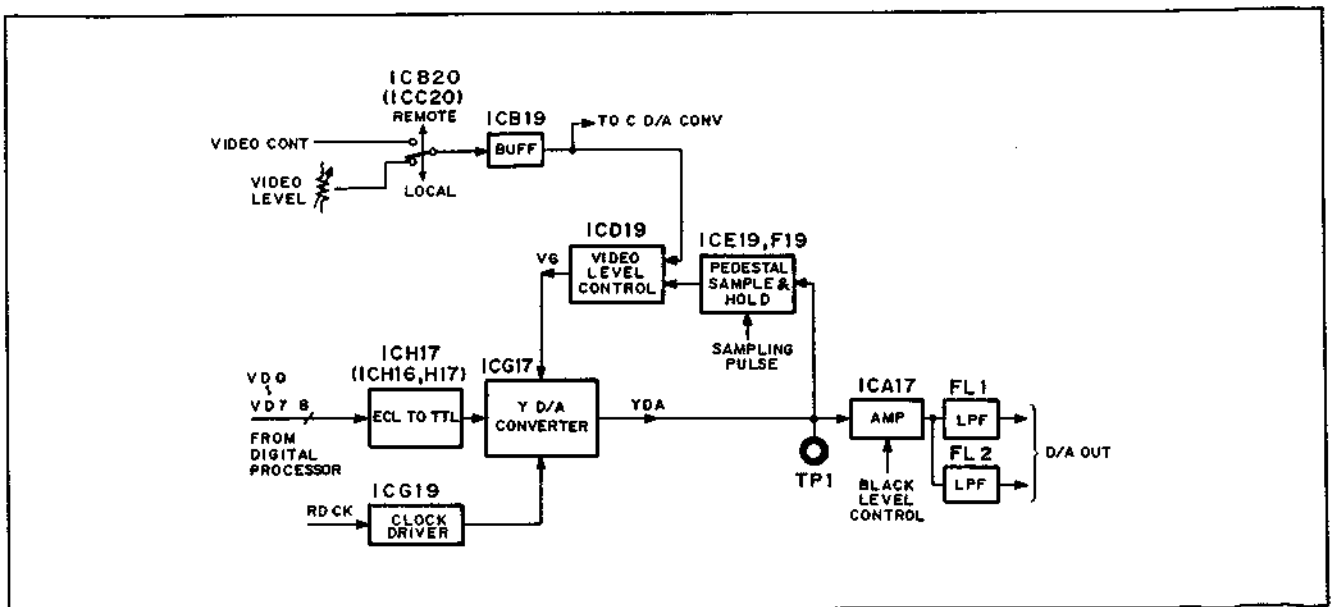 ICB20
(ICC20)
REMOTE
ICB19
TO C D/A CONV
VIDEO CONT
BUFF
VIDEO
LEVEL
LOCAL
ICD19
ICE19,F19
VG
VIDEO
LEVEL
CONTROL
PEDESTAL
SAMPLE &
HOLD
SAMPLING
PULSE
ICH17
(ICH16,H17)
ICG17
VD0
VD7 8
ECL TO TTL
Y D/A
CONVERTER
YDA
FROM
DIGITAL
PROCESSOR
ICA17
AMP
FL1
LPF
D/A OUT
TP1
FL2
LPF
BLACK
LEVEL
CONTROL
ICG19
RDCK
CLOCK
DRIVER